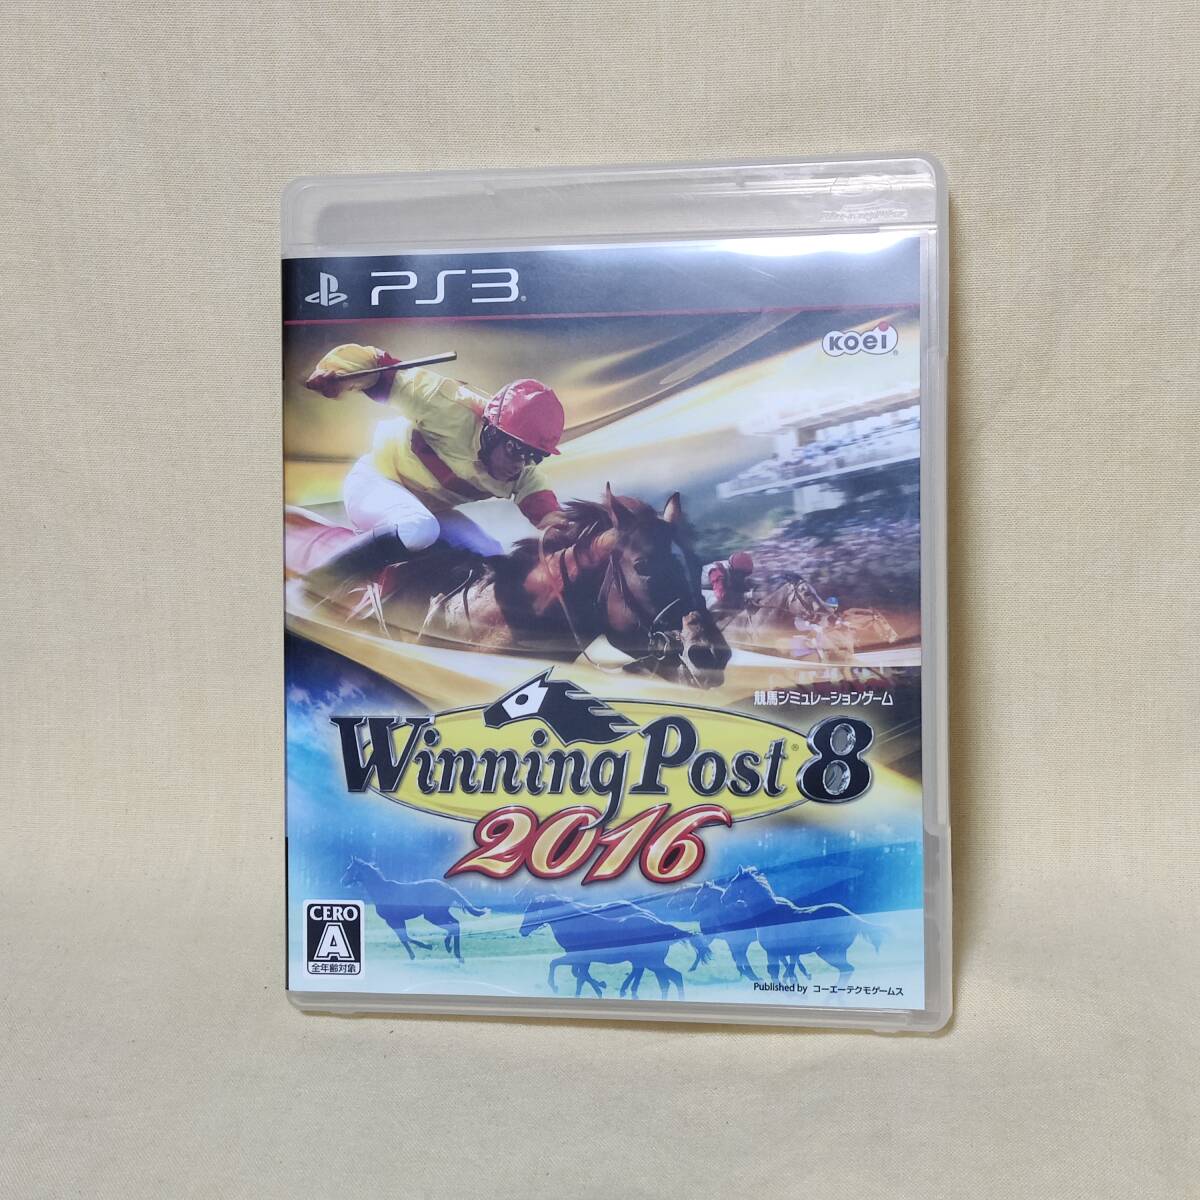 PS3
KOEI
競馬シミュレーションゲーム
Winning Post 8
2016
CERO
A
全年齢対象
Published by コーエーテクモゲームス